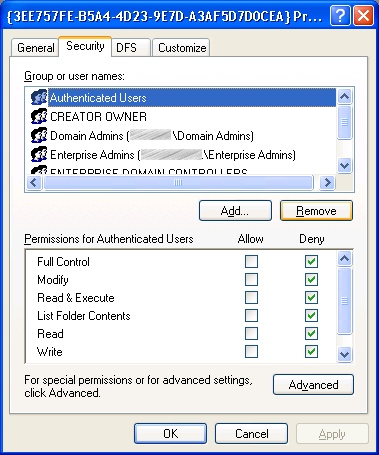 {3EE757FE-B5A4-4D23-9E7D-A3AF5D7D0CEA} Pr...
General Security DFS Customize
Group or user names:
Authenticated Users
CREATOR OWNER
Domain Admins ( \Domain Admins)
Enterprise Admins ( \Enterprise Admins)
ENTERPRISE DOMAIN CONTROLLERS
Add... Remove
Permissions for Authenticated Users Allow Deny
Full Control
Modify
Read & Execute
List Folder Contents
Read
Write
For special permissions or for advanced settings,
click Advanced.
Advanced
OK Cancel Apply